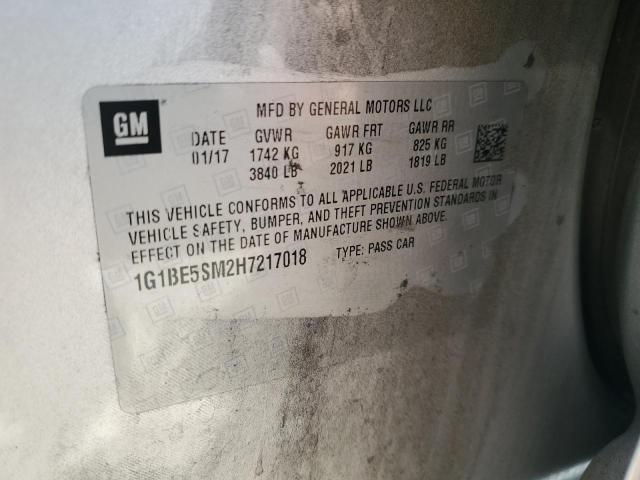 GM
MFD BY GENERAL MOTORS LLC
DATE GVWR GAWR FRT GAWR RR
01/17 1742 KG 917 KG 825 KG
3840 LB 2021 LB 1819 LB
THIS VEHICLE CONFORMS TO ALL APPLICABLE U.S. FEDERAL MOTOR
VEHICLE SAFETY, BUMPER, AND THEFT PREVENTION STANDARDS IN
EFFECT ON THE DATE OF MANUFACTURE SHOWN ABOVE.
1G1BE5SM2H7217018 TYPE: PASS CAR